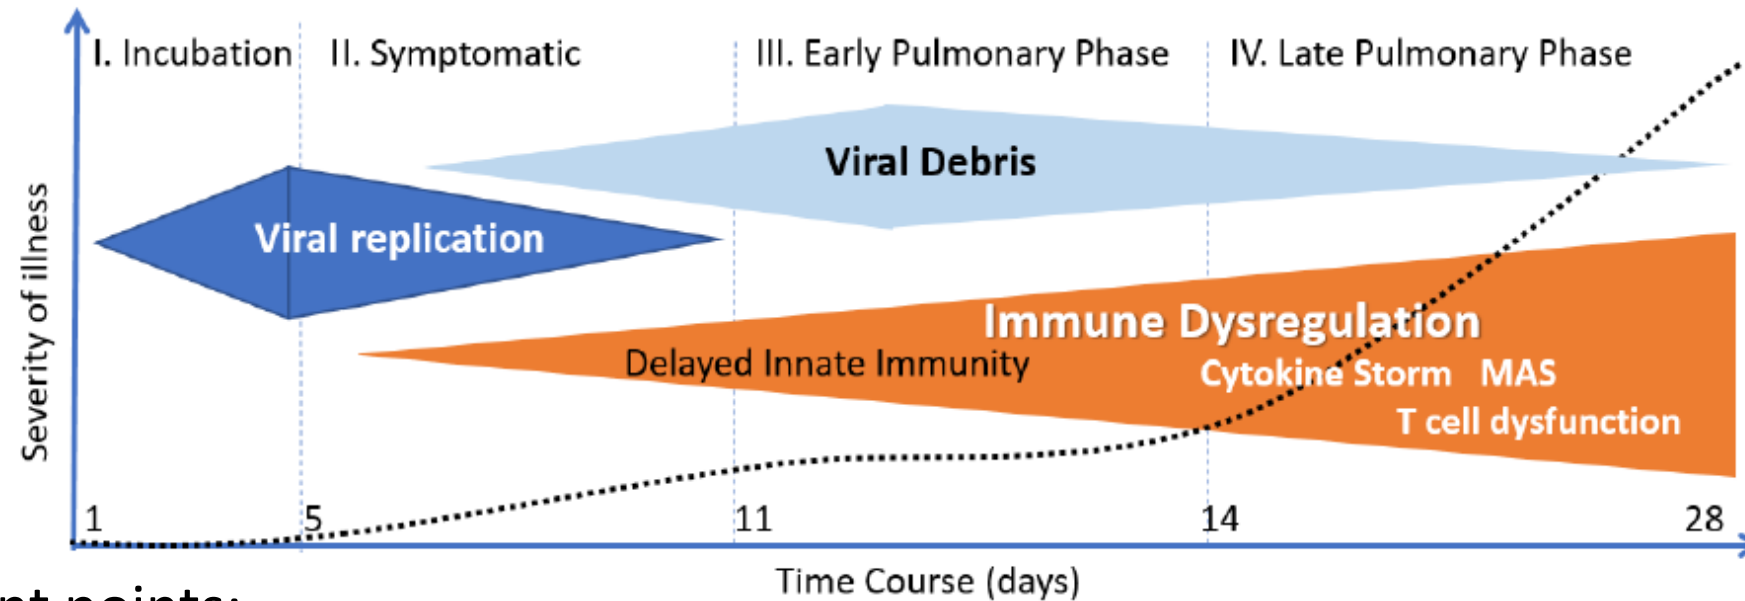 I. Incubation
II. Symptomatic
III. Early Pulmonary Phase
IV. Late Pulmonary Phase
Viral Debris
Viral replication
Severity of illness
Immune Dysregulation
Delayed Innate Immunity
Cytokine Storm MAS
T cell dysfunction
1 5 11 14 28
Time Course (days)
points: